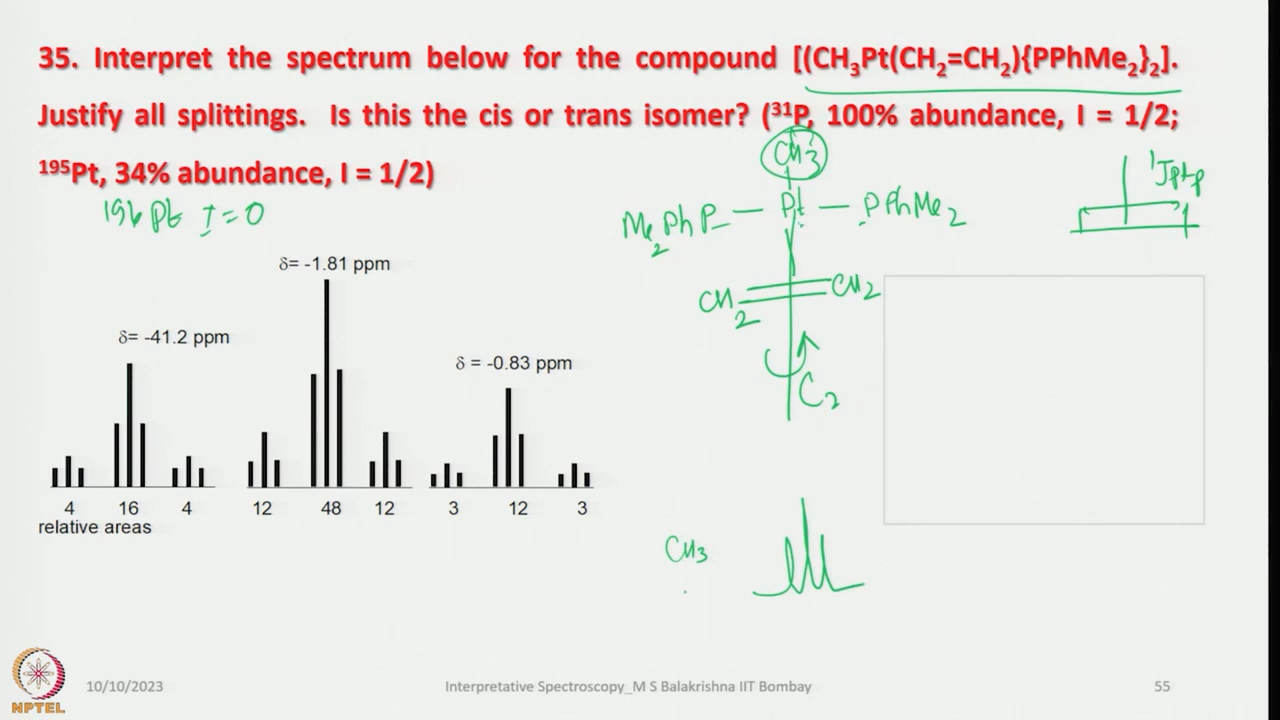 35. Interpret the spectrum below for the compound [(CH3Pt(CH2=CH2){PPhMe2}2].
Justify all splittings. Is this the cis or trans isomer? (31P, 100% abundance, I = 1/2;
195Pt, 34% abundance, I = 1/2)
196 Pt I = 0
CH3
1JPtP
Me2PhP — Pt — PPhMe2
CH2 = CH2
C2
δ= -1.81 ppm
δ= -41.2 ppm
δ = -0.83 ppm
4 16 4 12 48 12 3 12 3
relative areas
CH3
NPTEL
10/10/2023
Interpretative Spectroscopy_M S Balakrishna IIT Bombay
55